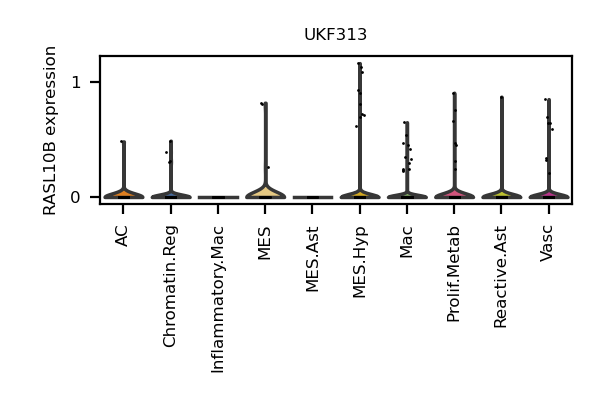 UKF313
RASL10B expression
1
0
AC
Chromatin.Reg
Inflammatory.Mac
MES
MES.Ast
MES.Hyp
Mac
Prolif.Metab
Reactive.Ast
Vasc